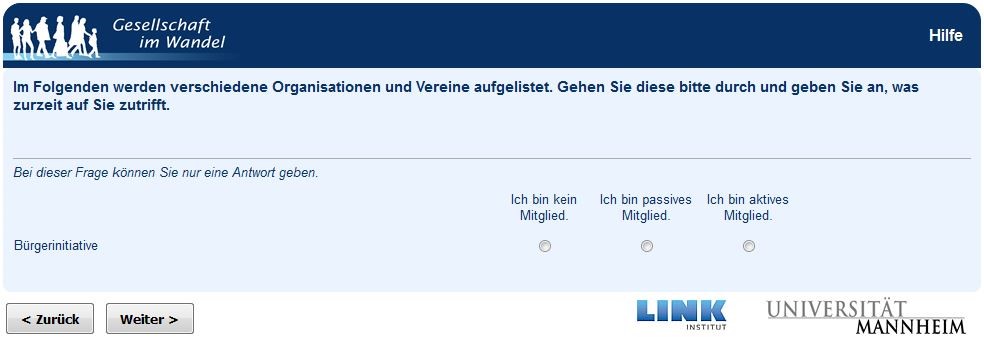 Gesellschaft
im Wandel
Hilfe
Im Folgenden werden verschiedene Organisationen und Vereine aufgelistet. Gehen Sie diese bitte durch und geben Sie an, was
zurzeit auf Sie zutrifft.
Bei dieser Frage können Sie nur eine Antwort geben.
Ich bin kein Mitglied.
Ich bin passives Mitglied.
Ich bin aktives Mitglied.
Bürgerinitiative
< Zurück
Weiter >
LINK
INSTITUT
UNIVERSITÄT
MANNHEIM